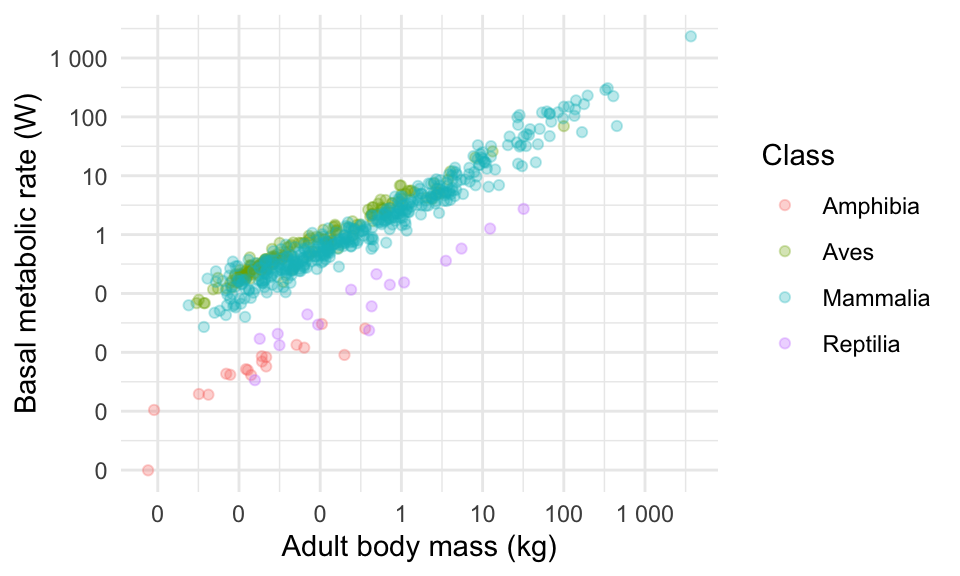 Basal metabolic rate (W)
1 000
100
10
1
0
0
0
0
0 0 0 1 10 100 1 000
Adult body mass (kg)
Class
Amphibia
Aves
Mammalia
Reptilia